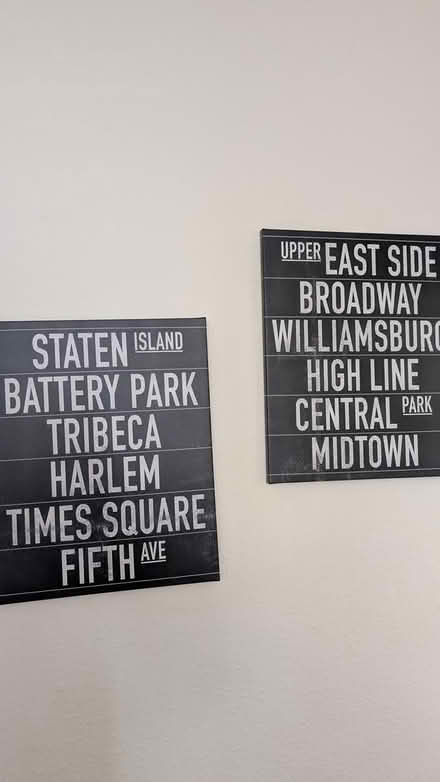 STATEN ISLAND
BATTERY PARK
TRIBECA
HARLEM
TIMES SQUARE
FIFTH AVE
UPPER EAST SIDE
BROADWAY
WILLIAMSBURG
HIGH LINE
CENTRAL PARK
MIDTOWN